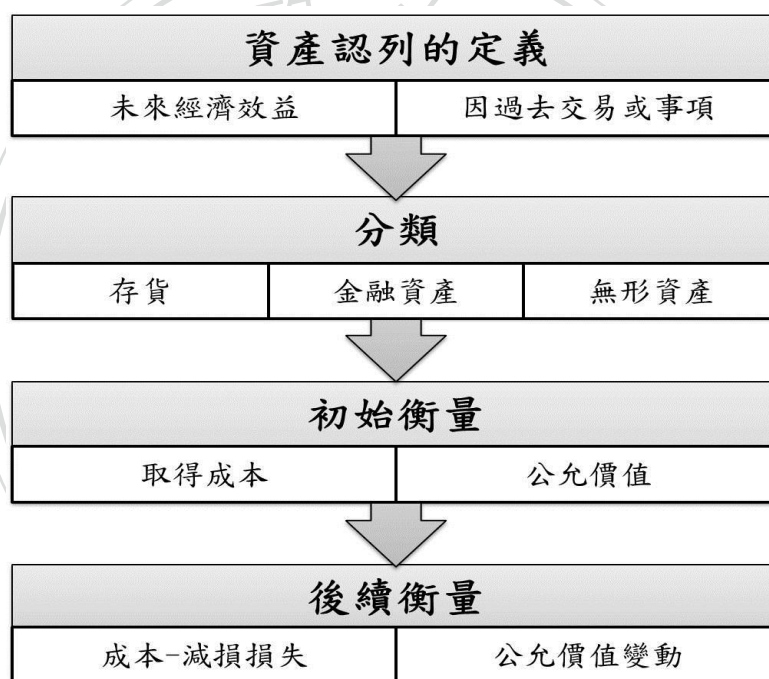 資產認列的定義
未來經濟效益 因過去交易或事項
分類
存貨 金融資產 無形資產
初始衡量
取得成本 公允價值
後續衡量
成本-減損損失 公允價值變動